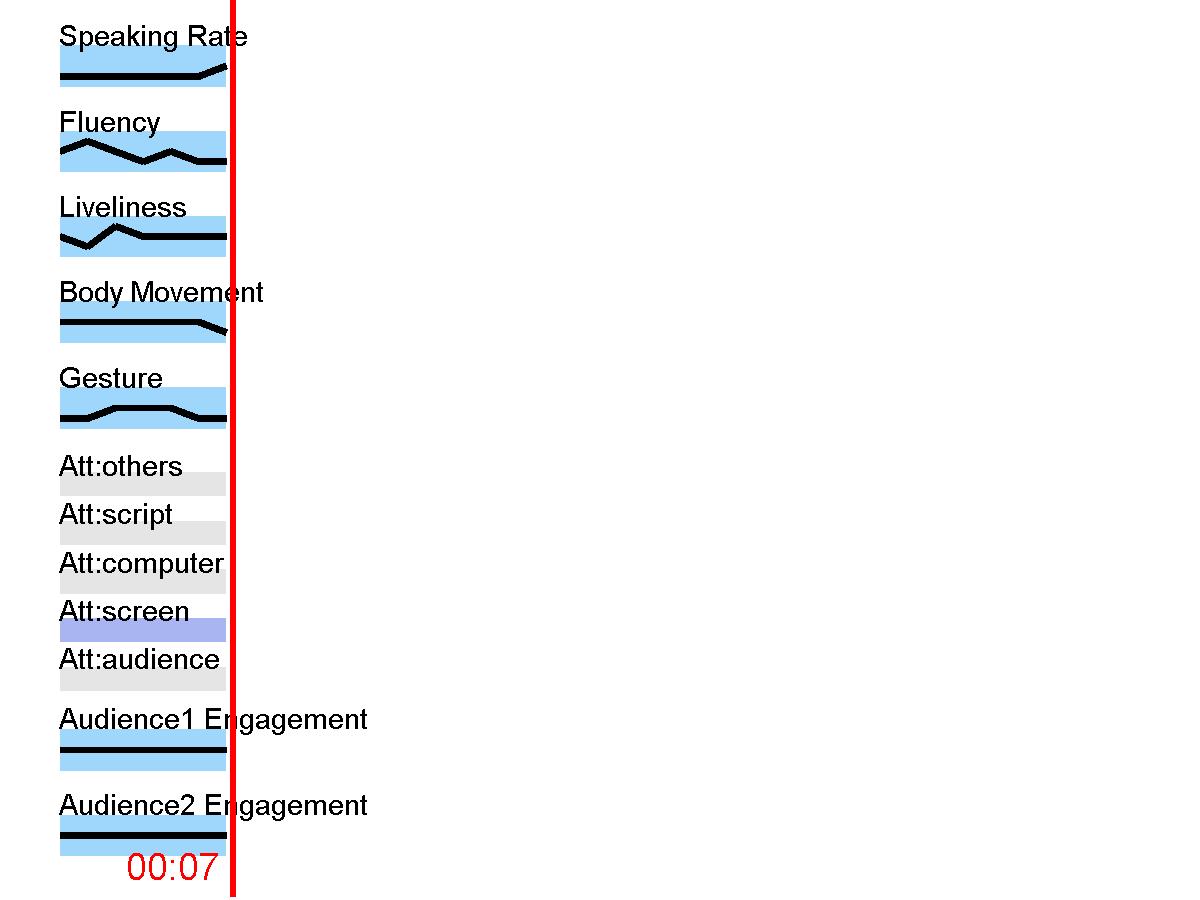 Speaking Rate
Fluency
Liveliness
Body Movement
Gesture
Att:others
Att:script
Att:computer
Att:screen
Att:audience
Audience1 Engagement
Audience2 Engagement
00:07